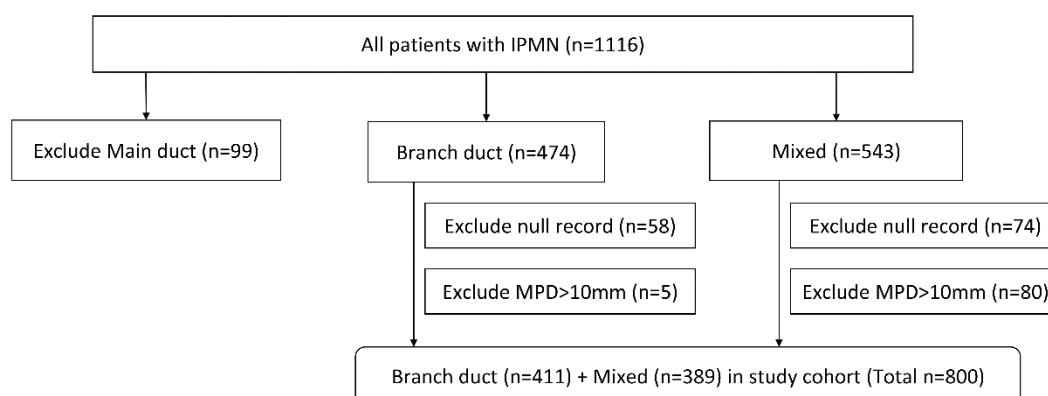 All patients with IPMN (n=1116)
Exclude Main duct (n=99)
Branch duct (n=474)
Mixed (n=543)
Exclude null record (n=58)
Exclude null record (n=74)
Exclude MPD>10mm (n=5)
Exclude MPD>10mm (n=80)
Branch duct (n=411) + Mixed (n=389) in study cohort (Total n=800)